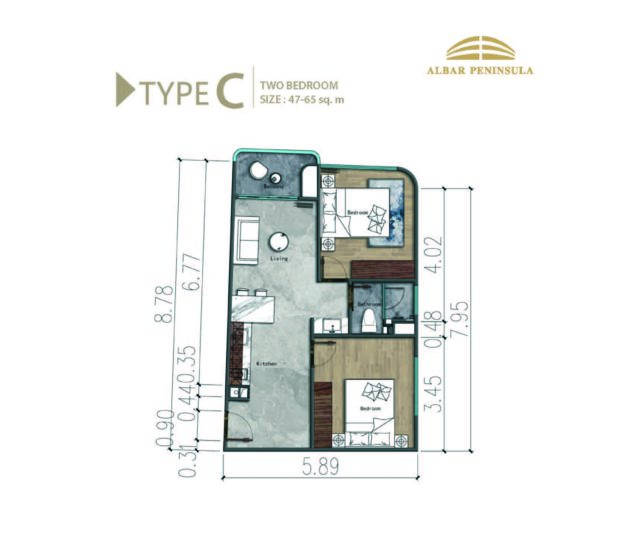 ALBAR PENINSULA
TYPE C
TWO BEDROOM
SIZE : 47-65 sq. m
Balcony
Bedroom
Living
Bathroom
Kitchen
Bedroom
8.78
6.77
0.35
0.44
0.90
0.31
4.02
0.48
7.95
3.45
5.89